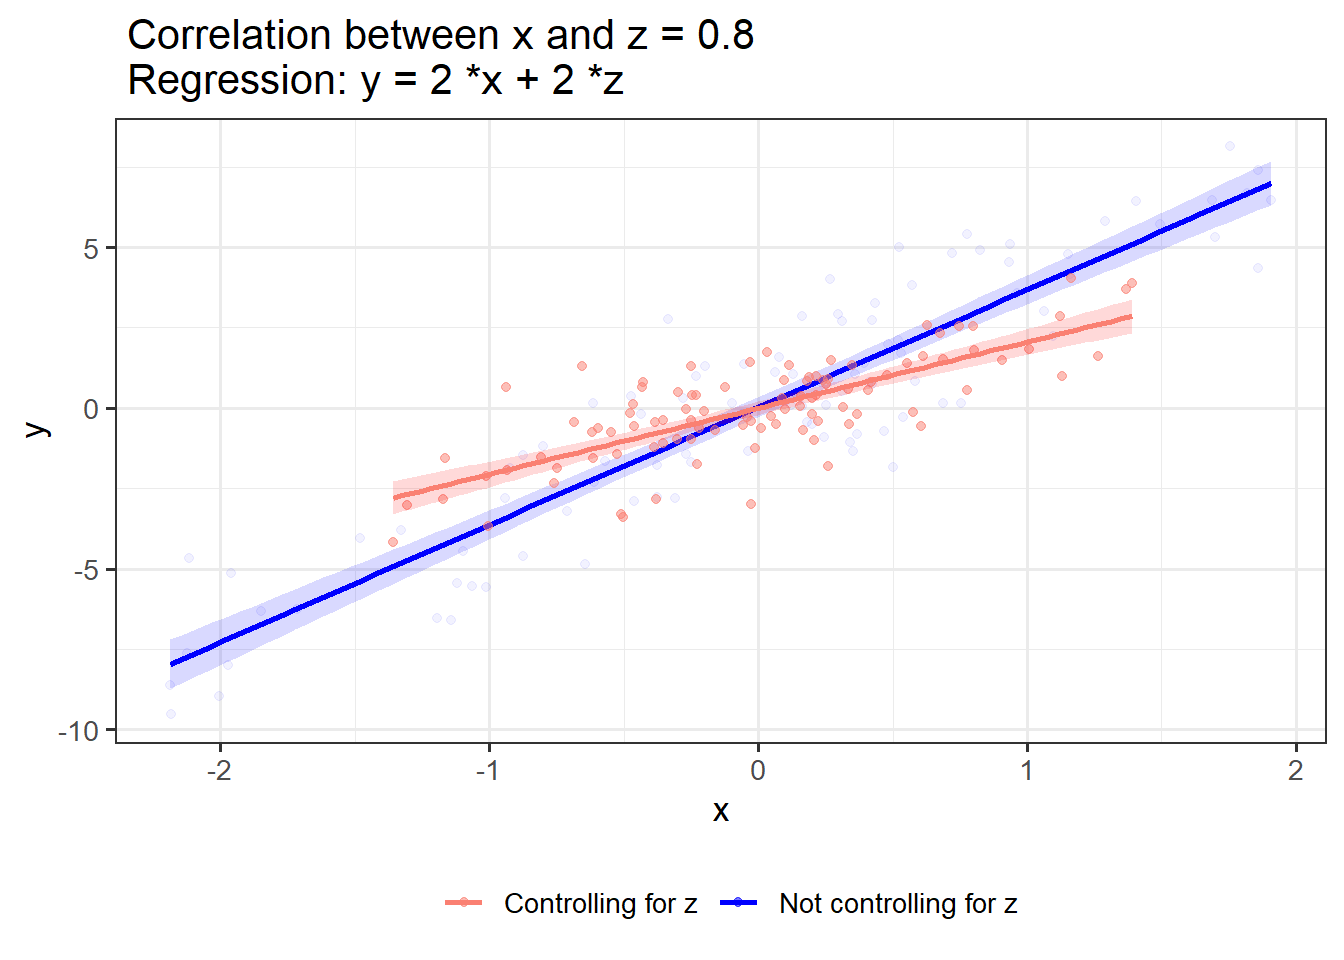 Correlation between x and z = 0.8
Regression: y = 2 *x + 2 *z
y
5
0
-5
-10
-2
-1
0
1
2
x
Controlling for z
Not controlling for z